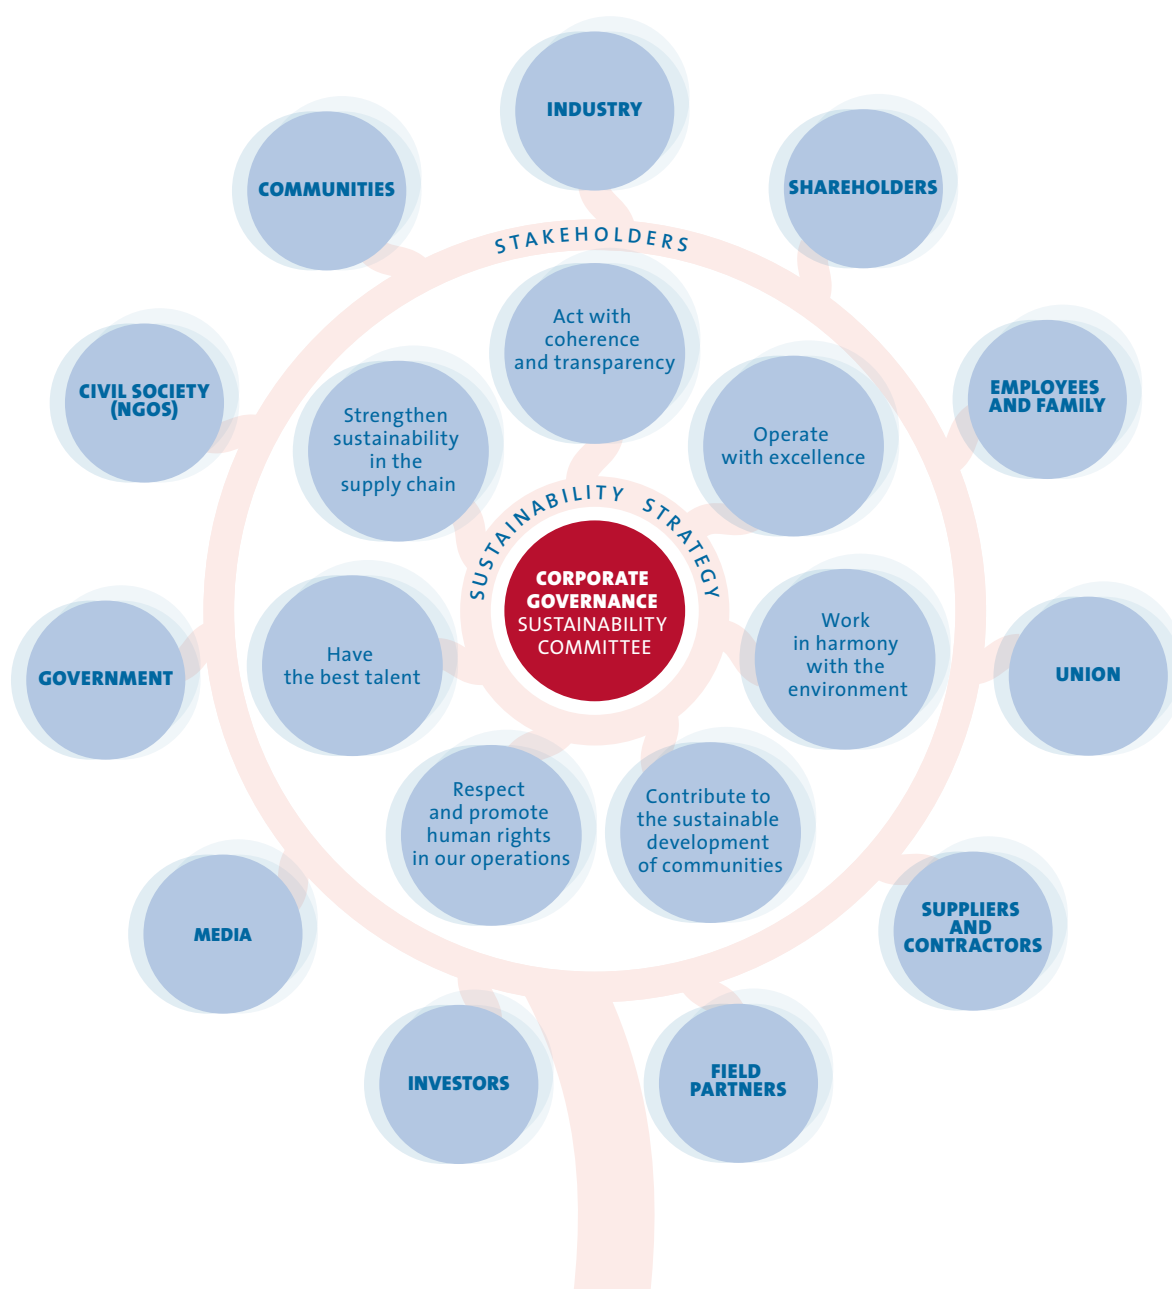 INDUSTRY
COMMUNITIES
SHAREHOLDERS
STAKEHOLDERS
Act with
coherence
and transparency
CIVIL SOCIETY
(NGOS)
EMPLOYEES
AND FAMILY
Strengthen
sustainability
in the
supply chain
Operate
with excellence
SUSTAINABILITY STRATEGY
CORPORATE
GOVERNANCE
SUSTAINABILITY
COMMITTEE
Have
the best talent
Work
in harmony
with the
environment
GOVERNMENT
UNION
Respect
and promote
human rights
in our operations
Contribute to
the sustainable
development
of communities
MEDIA
SUPPLIERS
AND
CONTRACTORS
INVESTORS
FIELD
PARTNERS